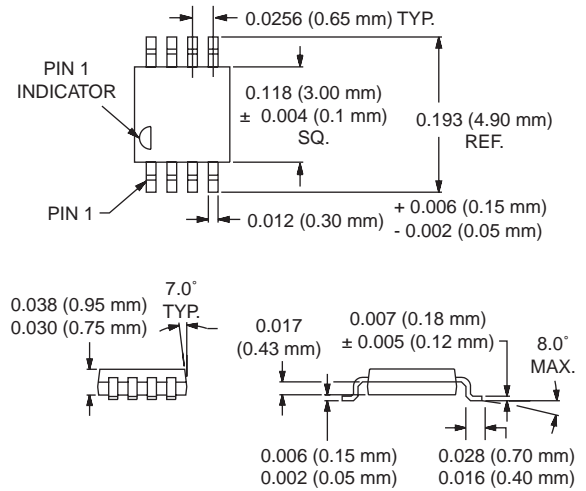 0.0256 (0.65 mm) TYP.
PIN 1
INDICATOR
0.118 (3.00 mm)
± 0.004 (0.1 mm)
SQ.
0.193 (4.90 mm)
REF.
PIN 1
0.012 (0.30 mm)
+ 0.006 (0.15 mm)
- 0.002 (0.05 mm)
0.038 (0.95 mm)
0.030 (0.75 mm)
7.0°
TYP.
0.017
(0.43 mm)
0.007 (0.18 mm)
± 0.005 (0.12 mm)
8.0°
MAX.
0.006 (0.15 mm)
0.002 (0.05 mm)
0.028 (0.70 mm)
0.016 (0.40 mm)